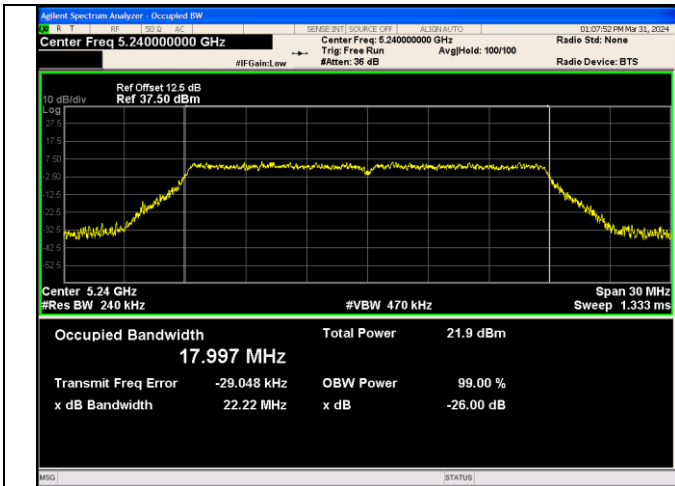 Agilent Spectrum Analyzer - Occupied BW
R T RF 50 Ω AC SENSE:INT SOURCE OFF ALIGNAUTO 01:07:52 PM Mar 31, 2024
Center Freq 5.240000000 GHz Center Freq: 5.240000000 GHz Radio Std: None
Trig: Free Run Avg|Hold: 100/100
#IFGain:Low #Atten: 36 dB Radio Device: BTS
Ref Offset 12.5 dB
10 dB/div Ref 37.50 dBm
Log
27.5
17.5
7.50
-2.50
-12.5
-22.5
-32.5
-42.5
-52.5
Center 5.24 GHz Span 30 MHz
#Res BW 240 kHz #VBW 470 kHz Sweep 1.333 ms
Occupied Bandwidth Total Power 21.9 dBm
17.997 MHz
Transmit Freq Error -29.048 kHz OBW Power 99.00 %
x dB Bandwidth 22.22 MHz x dB -26.00 dB
MSG STATUS